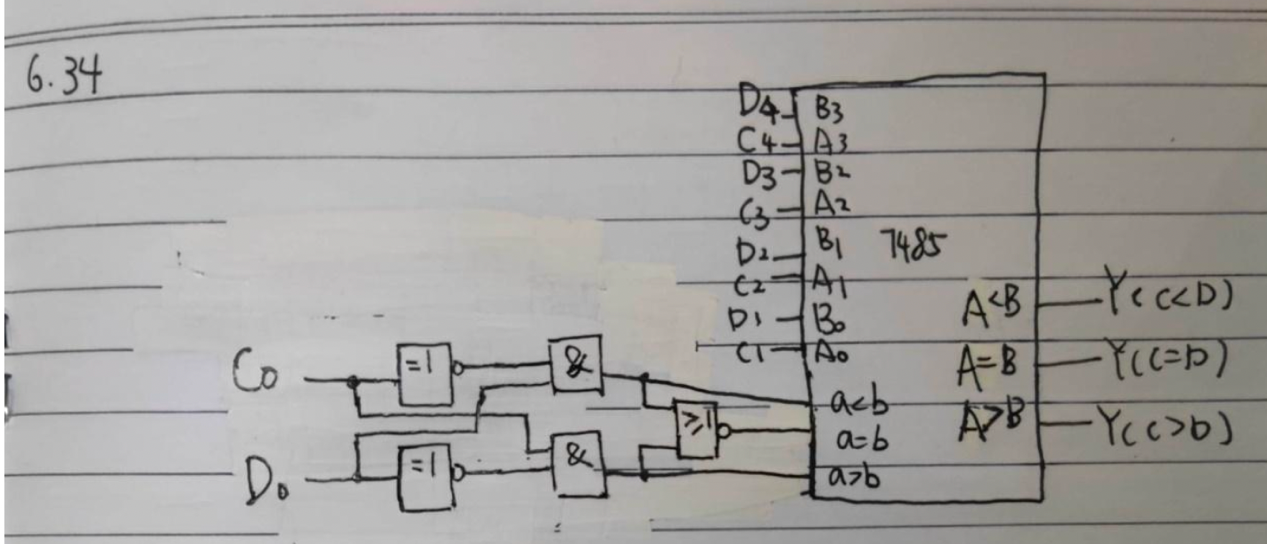 6.34
D4 B3
C4 A3
D3 B2
C3 A2
D2 B1 7485
C2 A1
D1 B0
C1 A0
A<B Y(C<D)
A=B Y(C=D)
A>B Y(C>D)
C0 =1 & a<b
≥1 a=b
D0 =1 & a>b